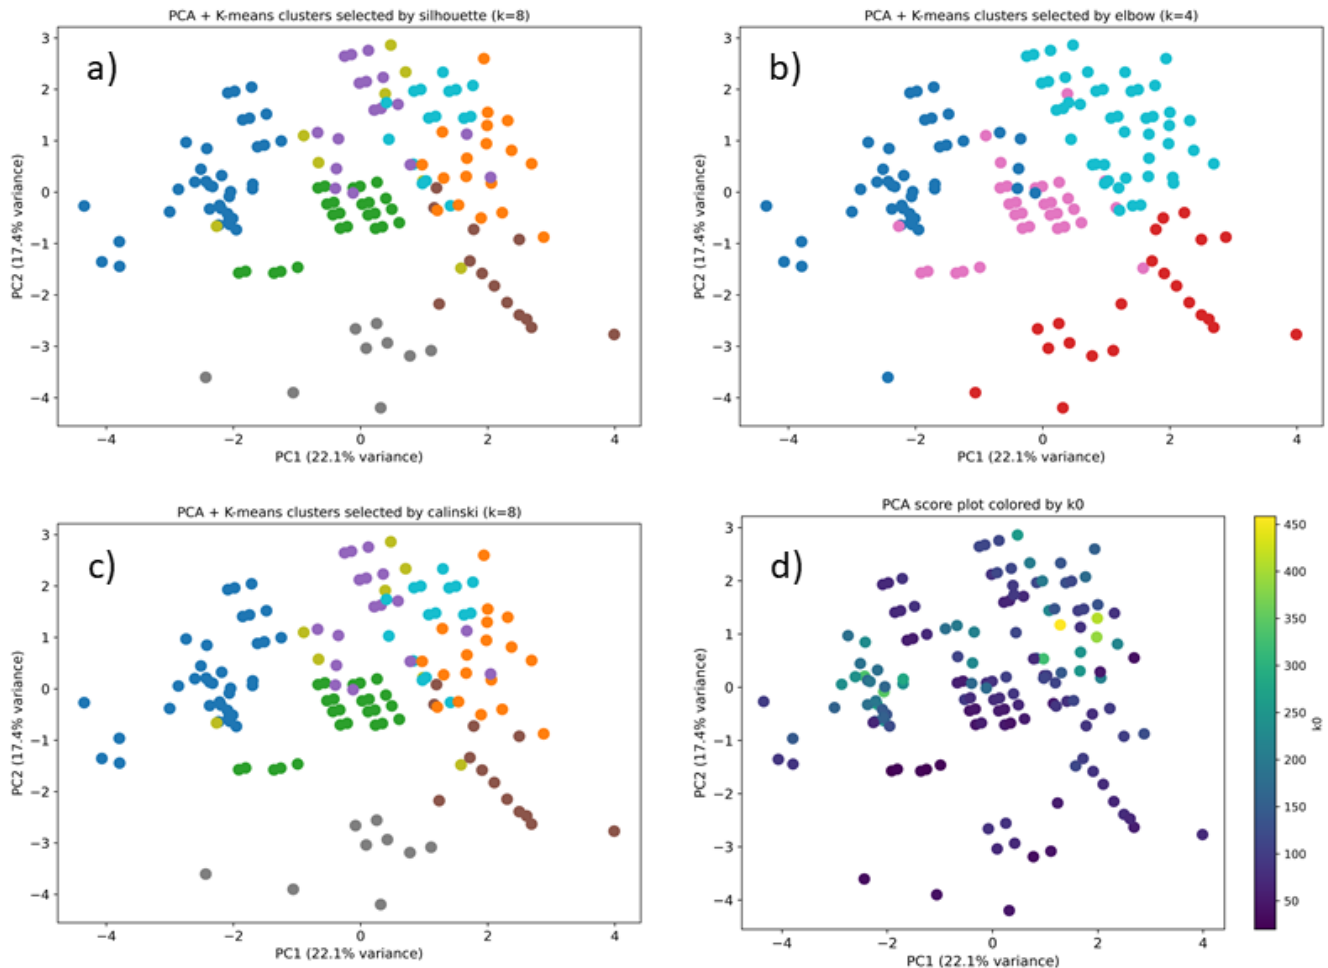 PCA + K-means clusters selected by silhouette (k=8)
a)
3
2
1
0
−1
−2
−3
−4
PC2 (17.4% variance)
−4 −2 0 2 4
PC1 (22.1% variance)
PCA + K-means clusters selected by elbow (k=4)
b)
3
2
1
0
−1
−2
−3
−4
PC2 (17.4% variance)
−4 −2 0 2 4
PC1 (22.1% variance)
PCA + K-means clusters selected by calinski (k=8)
c)
3
2
1
0
−1
−2
−3
−4
PC2 (17.4% variance)
−4 −2 0 2 4
PC1 (22.1% variance)
PCA score plot colored by k0
d)
3
2
1
0
−1
−2
−3
−4
PC2 (17.4% variance)
−4 −2 0 2 4
PC1 (22.1% variance)
450
400
350
300
250
200
150
100
50
k0